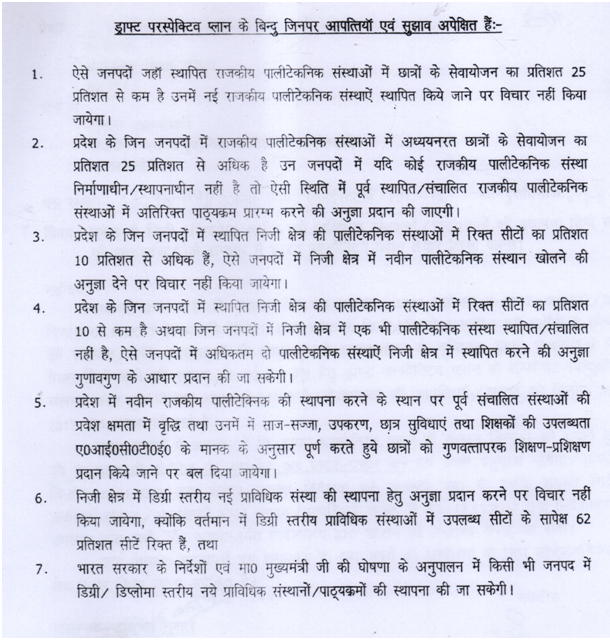 ड्राफ्ट परस्पेक्टिव प्लान के बिन्दु जिनपर आपत्तियॉ एवं सुझाव अपेक्षित हैं:-
1. ऐसे जनपदों जहाँ स्थापित राजकीय पालीटेकनिक संस्थाओं में छात्रों के सेवायोजन का प्रतिशत 25
प्रतिशत से कम है उनमें नई राजकीय पालीटेकनिक संस्थाऐं स्थापित किये जाने पर विचार नहीं किया
जायेगा।
2. प्रदेश के जिन जनपदों में राजकीय पालीटेकनिक संस्थाओं में अध्ययनरत छात्रों के सेवायोजन का
प्रतिशत 25 प्रतिशत से अधिक है उन जनपदों में यदि कोई राजकीय पालीटेकनिक संस्था
निर्माणाधीन/स्थापनाधीन नहीं है तो ऐसी स्थिति में पूर्व स्थापित/संचालित राजकीय पालीटेकनिक
संस्थाओं में अतिरिक्त पाठ्यक्रम प्रारम्भ करने की अनुज्ञा प्रदान की जाएगी।
3. प्रदेश के जिन जनपदों में स्थापित निजी क्षेत्र की पालीटेकनिक संस्थाओं में रिक्त सीटों का प्रतिशत
10 प्रतिशत से अधिक हैं, ऐसे जनपदों में निजी क्षेत्र में नवीन पालीटेकनिक संस्थान खोलने की
अनुज्ञा देने पर विचार नहीं किया जायेगा।
4. प्रदेश के जिन जनपदों में स्थापित निजी क्षेत्र की पालीटेकनिक संस्थाओं में रिक्त सीटों का प्रतिशत
10 से कम है अथवा जिन जनपदों में निजी क्षेत्र में एक भी पालीटेकनिक संस्था स्थापित/संचालित
नहीं है, ऐसे जनपदों में अधिकतम दो पालीटेकनिक संस्थाऐं निजी क्षेत्र में स्थापित करने की अनुज्ञा
गुणावगुण के आधार प्रदान की जा सकेगी।
5. प्रदेश में नवीन राजकीय पालीटेक्निक की स्थापना करने के स्थान पर पूर्व संचालित संस्थाओं की
प्रवेश क्षमता में वृद्धि तथा उनमें में साज-सज्जा, उपकरण, छात्र सुविधाएं तथा शिक्षकों की उपलब्धता
ए0आई0सी0टी0ई0 के मानक के अनुसार पूर्ण करते हुये छात्रों को गुणवत्तापरक शिक्षण-प्रशिक्षण
प्रदान किये जाने पर बल दिया जायेगा।
6. निजी क्षेत्र में डिग्री स्तरीय नई प्राविधिक संस्था की स्थापना हेतु अनुज्ञा प्रदान करने पर विचार नहीं
किया जायेगा, क्योंकि वर्तमान में डिग्री स्तरीय प्राविधिक संस्थाओं में उपलब्ध सीटों के सापेक्ष 62
प्रतिशत सीटें रिक्त हैं, तथा
7. भारत सरकार के निर्देशों एवं मा0 मुख्यमंत्री जी की घोषणा के अनुपालन में किसी भी जनपद में
डिग्री/ डिप्लोमा स्तरीय नये प्राविधिक संस्थानों/पाठ्यक्रमों की स्थापना की जा सकेगी।